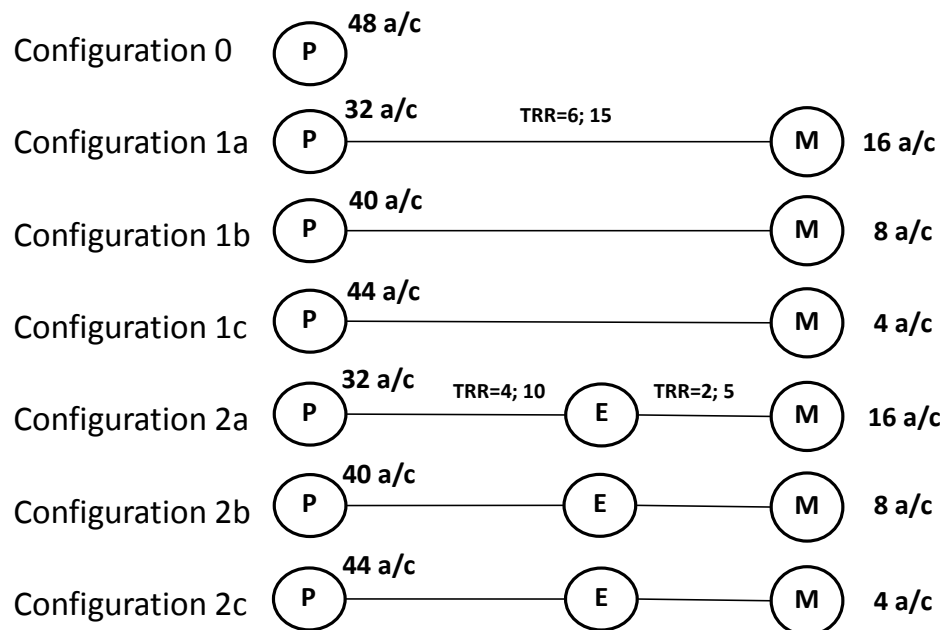 Configuration 0 P 48 a/c
Configuration 1a P 32 a/c TRR=6; 15 M 16 a/c
Configuration 1b P 40 a/c M 8 a/c
Configuration 1c P 44 a/c M 4 a/c
Configuration 2a P 32 a/c TRR=4; 10 E TRR=2; 5 M 16 a/c
Configuration 2b P 40 a/c E M 8 a/c
Configuration 2c P 44 a/c E M 4 a/c